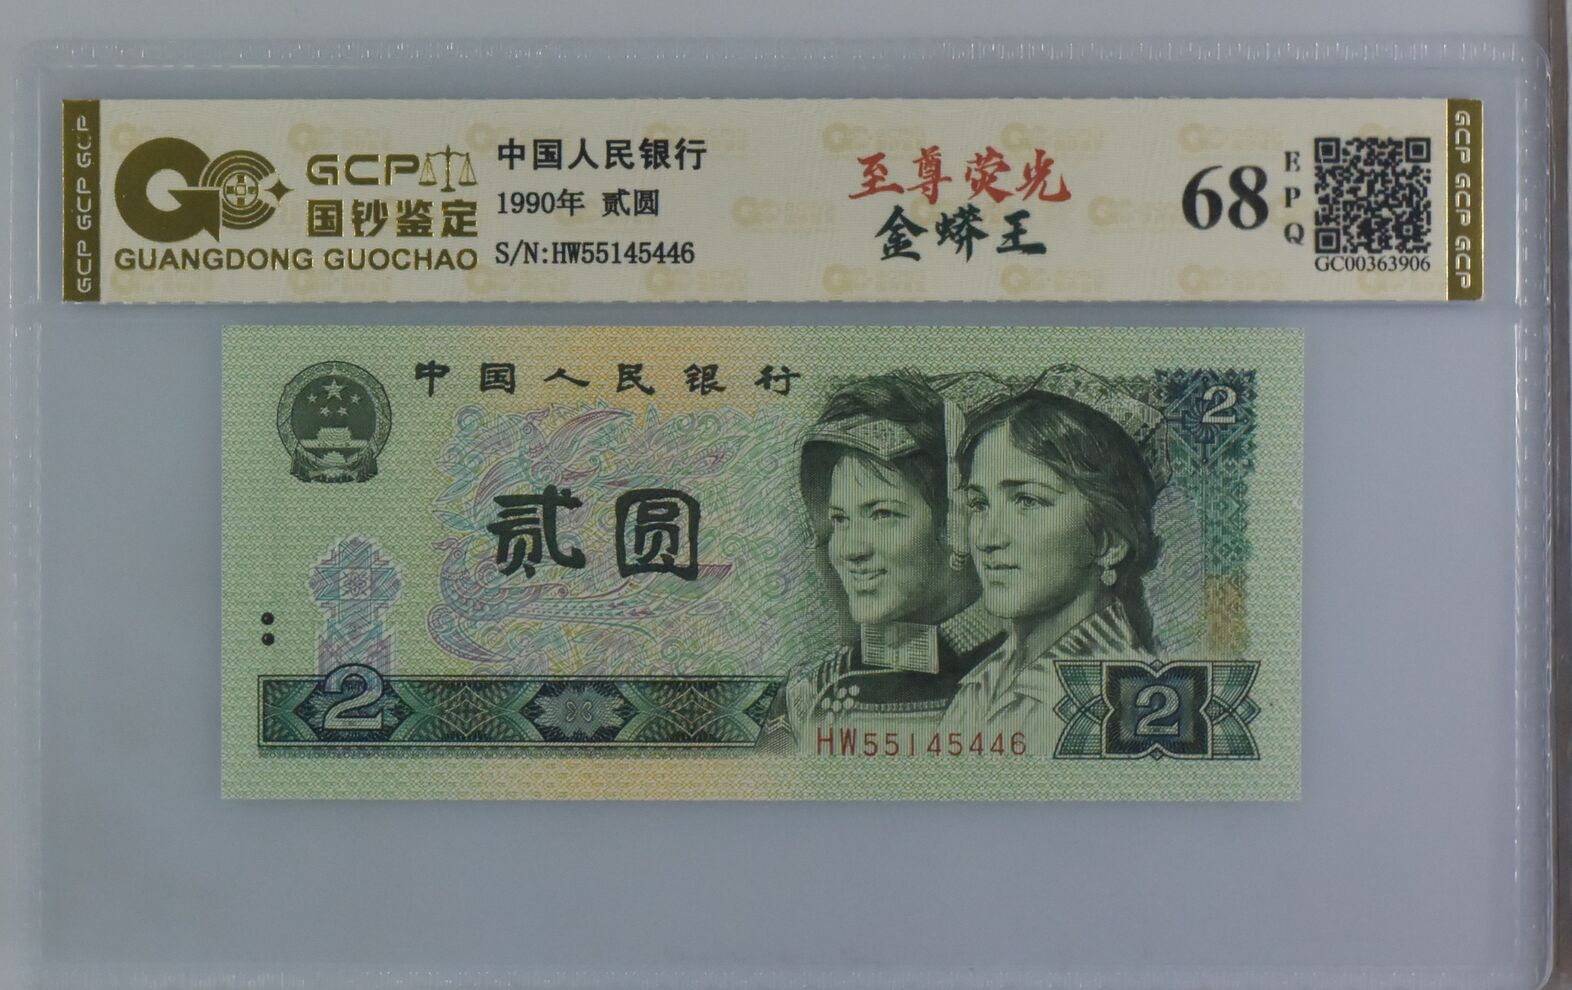 GCP GCP GCP
GCP
国钞鉴定
GUANGDONG GUOCHAO
中国人民银行
1990年 贰圆
S/N:HW55145446
至尊荧光
金蟒王
68
EPQ
GC00363906
GCP GCP GCP
中国人民银行
2
贰圆
2
HW55145446
2